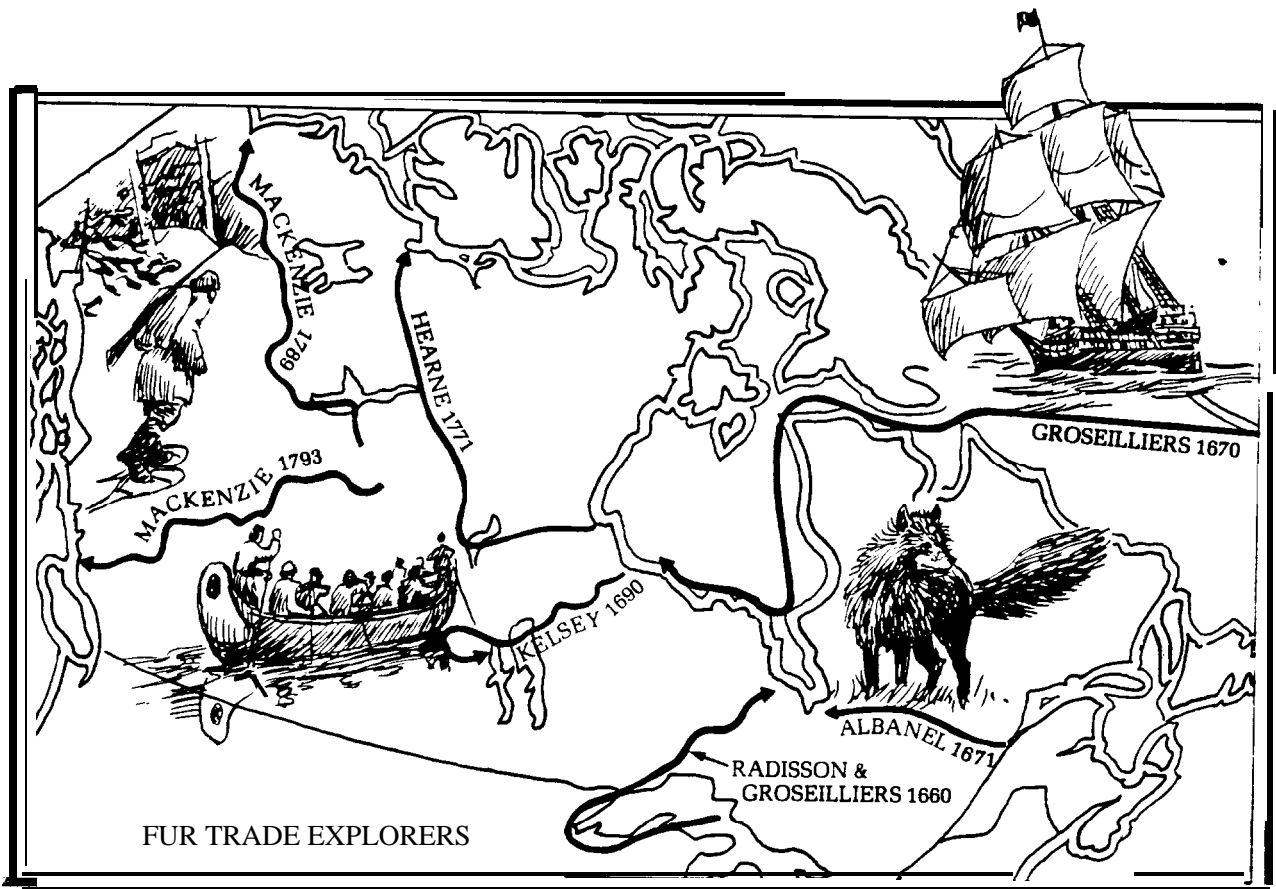 MACKENZIE 1789
HEARNE 1771
GROSEILLIERS 1670
MACKENZIE 1793
KELSEY 1690
ALBANEL 1671
RADISSON &
GROSEILLIERS 1660
FUR TRADE EXPLORERS